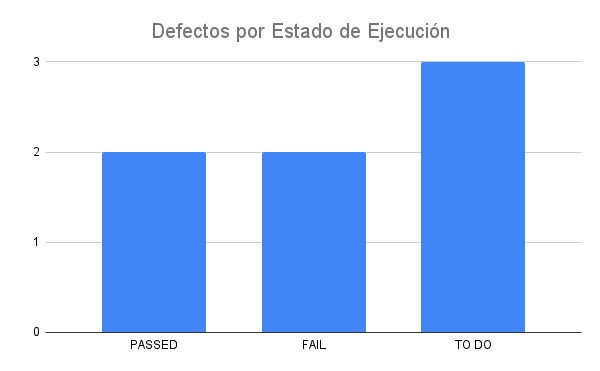 Defectos por Estado de Ejecución
3
2
1
0
PASSED
FAIL
TO DO